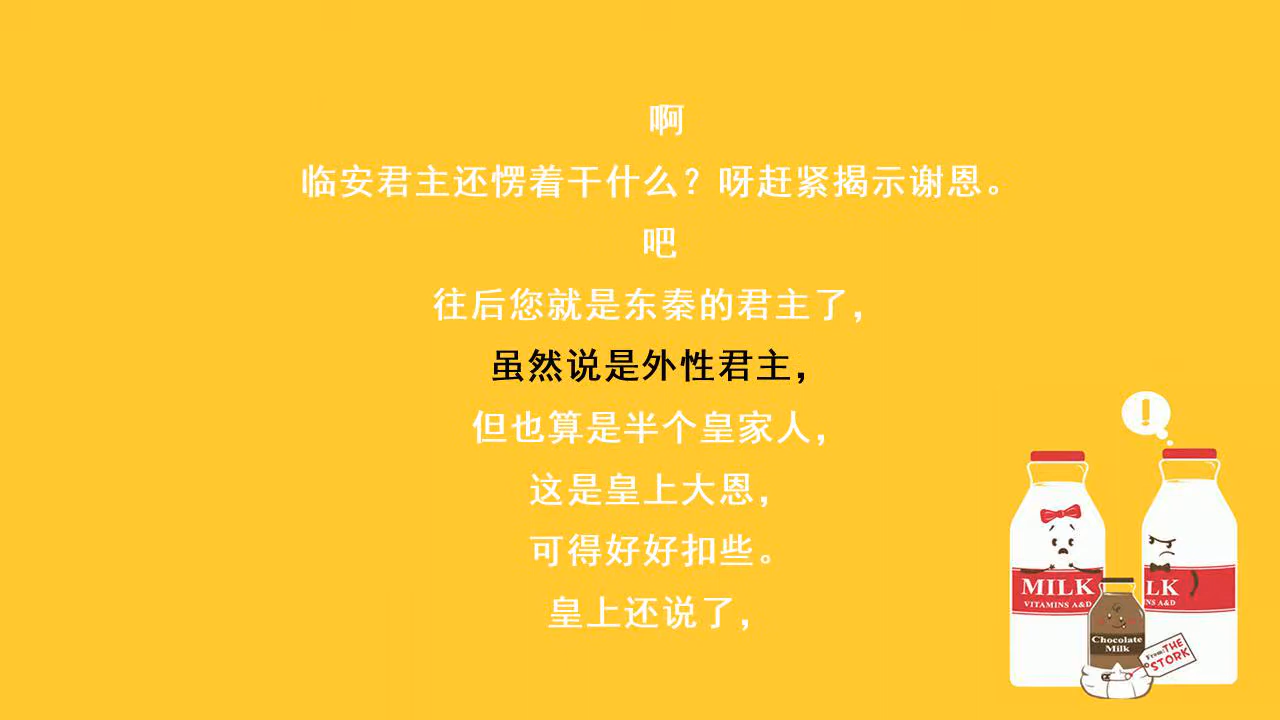 啊
临安君主还愣着干什么？呀赶紧揭示谢恩。
吧
往后您就是东秦的君主了，
虽然说是外性君主，
但也算是半个皇家人，
这是皇上大恩，
可得好好扣些。
皇上还说了，
!
MILK
VITAMINS A&D
LK
NS A&D
Chocolate
Milk
From: THE
STORK